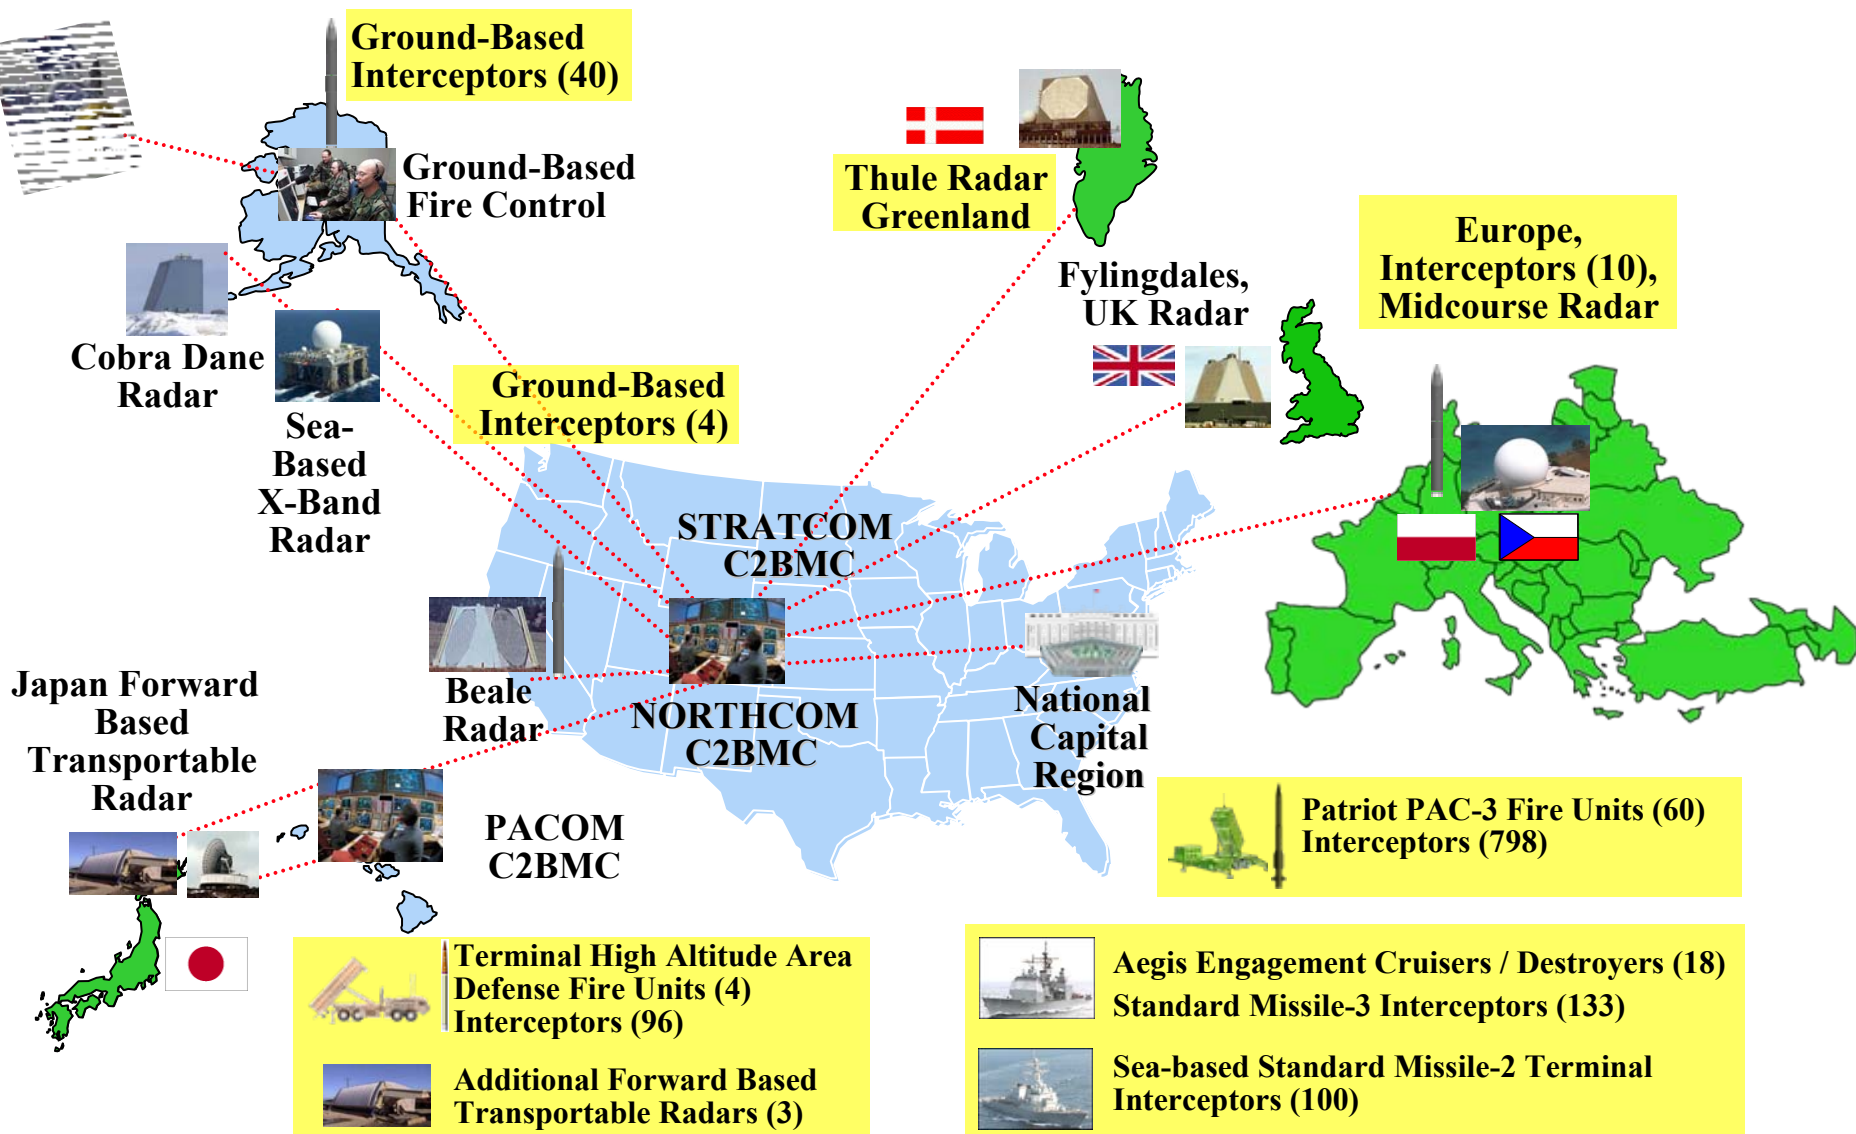 Ground-Based
Interceptors (40)
Ground-Based
Fire Control
Thule Radar
Greenland
Europe,
Interceptors (10),
Midcourse Radar
Fylingdales,
UK Radar
Cobra Dane
Radar
Ground-Based
Interceptors (4)
Sea-
Based
X-Band
Radar
STRATCOM
C2BMC
Beale
Radar
NORTHCOM
C2BMC
National
Capital
Region
Japan Forward
Based
Transportable
Radar
PACOM
C2BMC
Patriot PAC-3 Fire Units (60)
Interceptors (798)
Terminal High Altitude Area
Defense Fire Units (4)
Interceptors (96)
Additional Forward Based
Transportable Radars (3)
Aegis Engagement Cruisers / Destroyers (18)
Standard Missile-3 Interceptors (133)
Sea-based Standard Missile-2 Terminal
Interceptors (100)